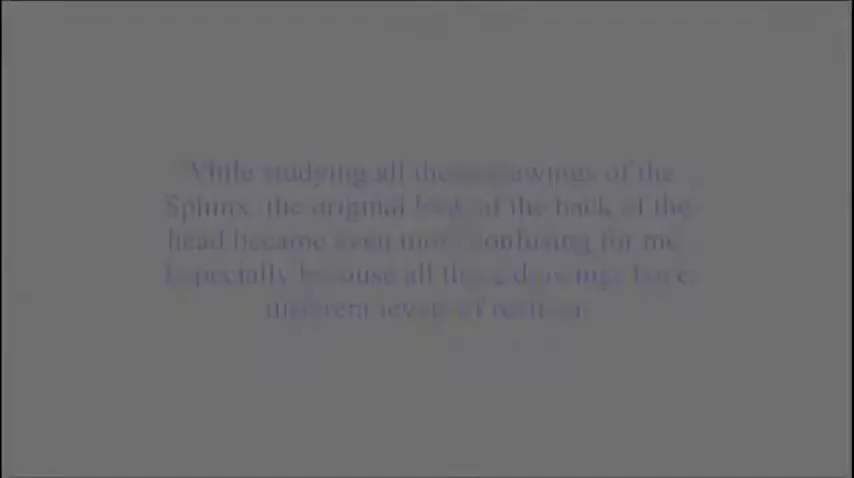 While studying all these drawings of the
Sphinx, the original look of the back of the
head became even more confusing for me.
Especially because all these drawings have
different levels of realism.